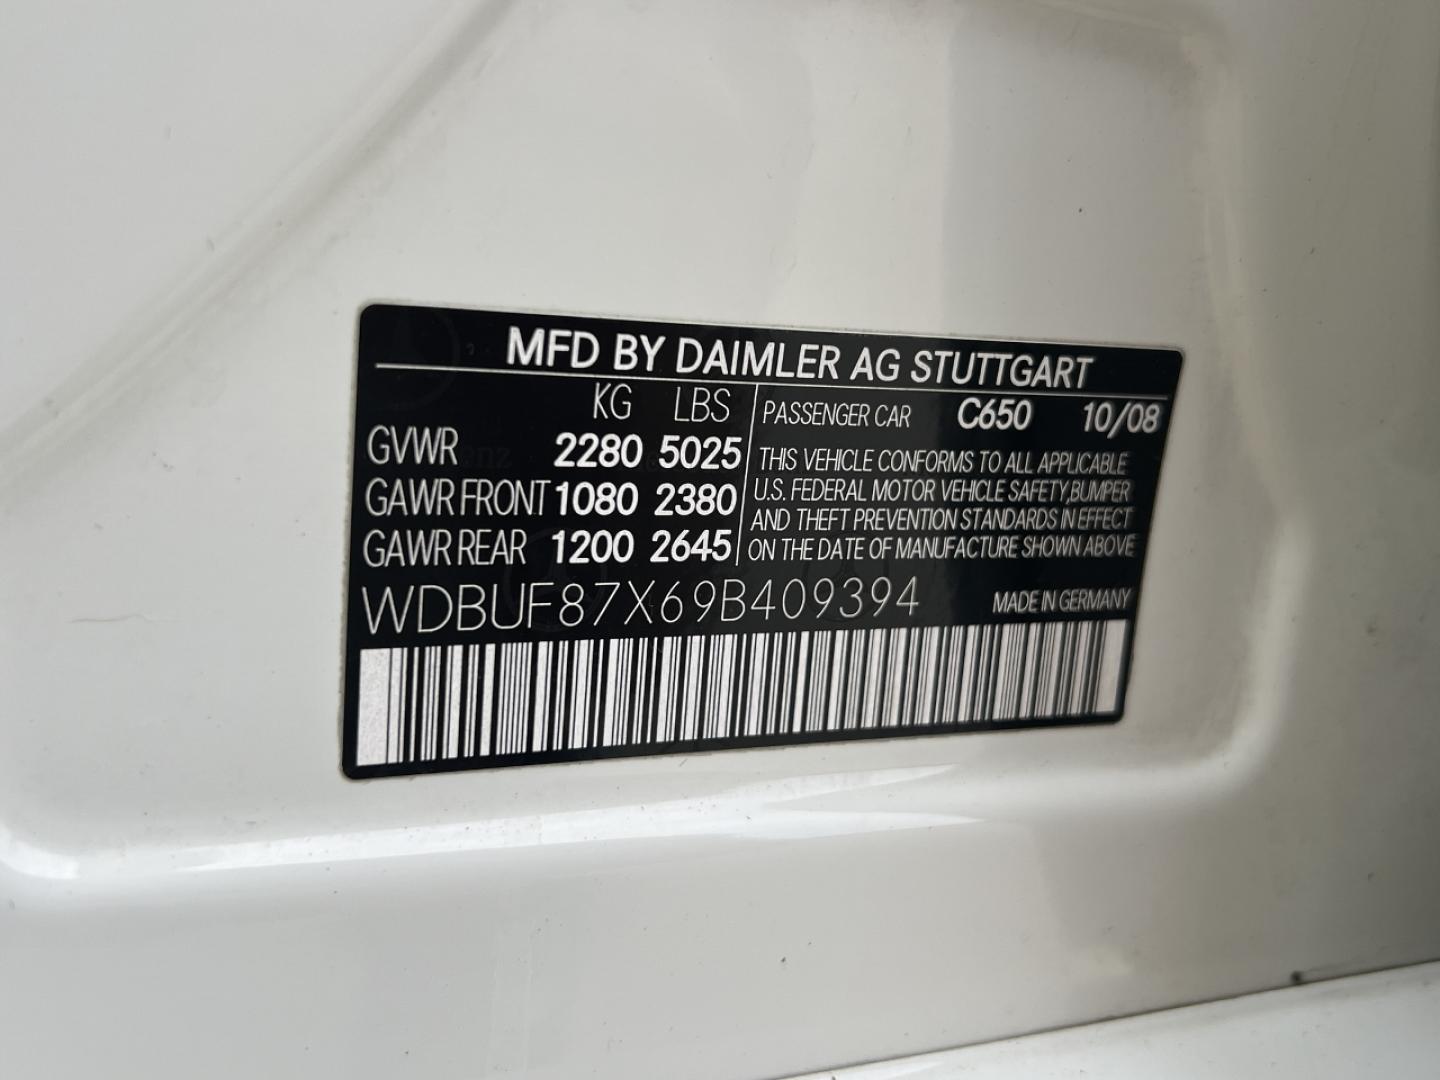 MFD BY DAIMLER AG STUTTGART
KG LBS
GVWR 2280 5025
GAWR FRONT 1080 2380
GAWR REAR 1200 2645
PASSENGER CAR C650 10/08
THIS VEHICLE CONFORMS TO ALL APPLICABLE
U.S. FEDERAL MOTOR VEHICLE SAFETY,BUMPER
AND THEFT PREVENTION STANDARDS IN EFFECT
ON THE DATE OF MANUFACTURE SHOWN ABOVE
WDBUF87X69B409394
MADE IN GERMANY